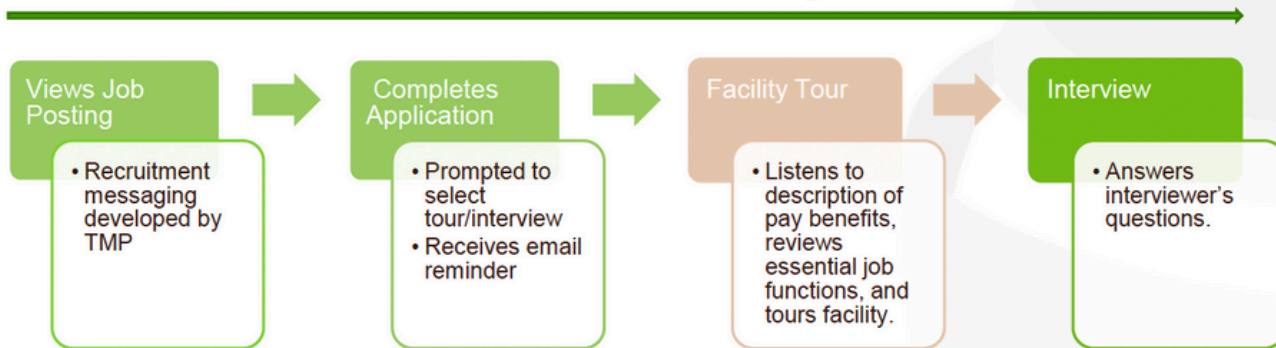 Views Job
Posting
• Recruitment
messaging
developed by
TMP
Completes
Application
• Prompted to
select
tour/interview
• Receives email
reminder
Facility Tour
• Listens to
description of
pay benefits,
reviews
essential job
functions, and
tours facility.
Interview
• Answers
interviewer's
questions.